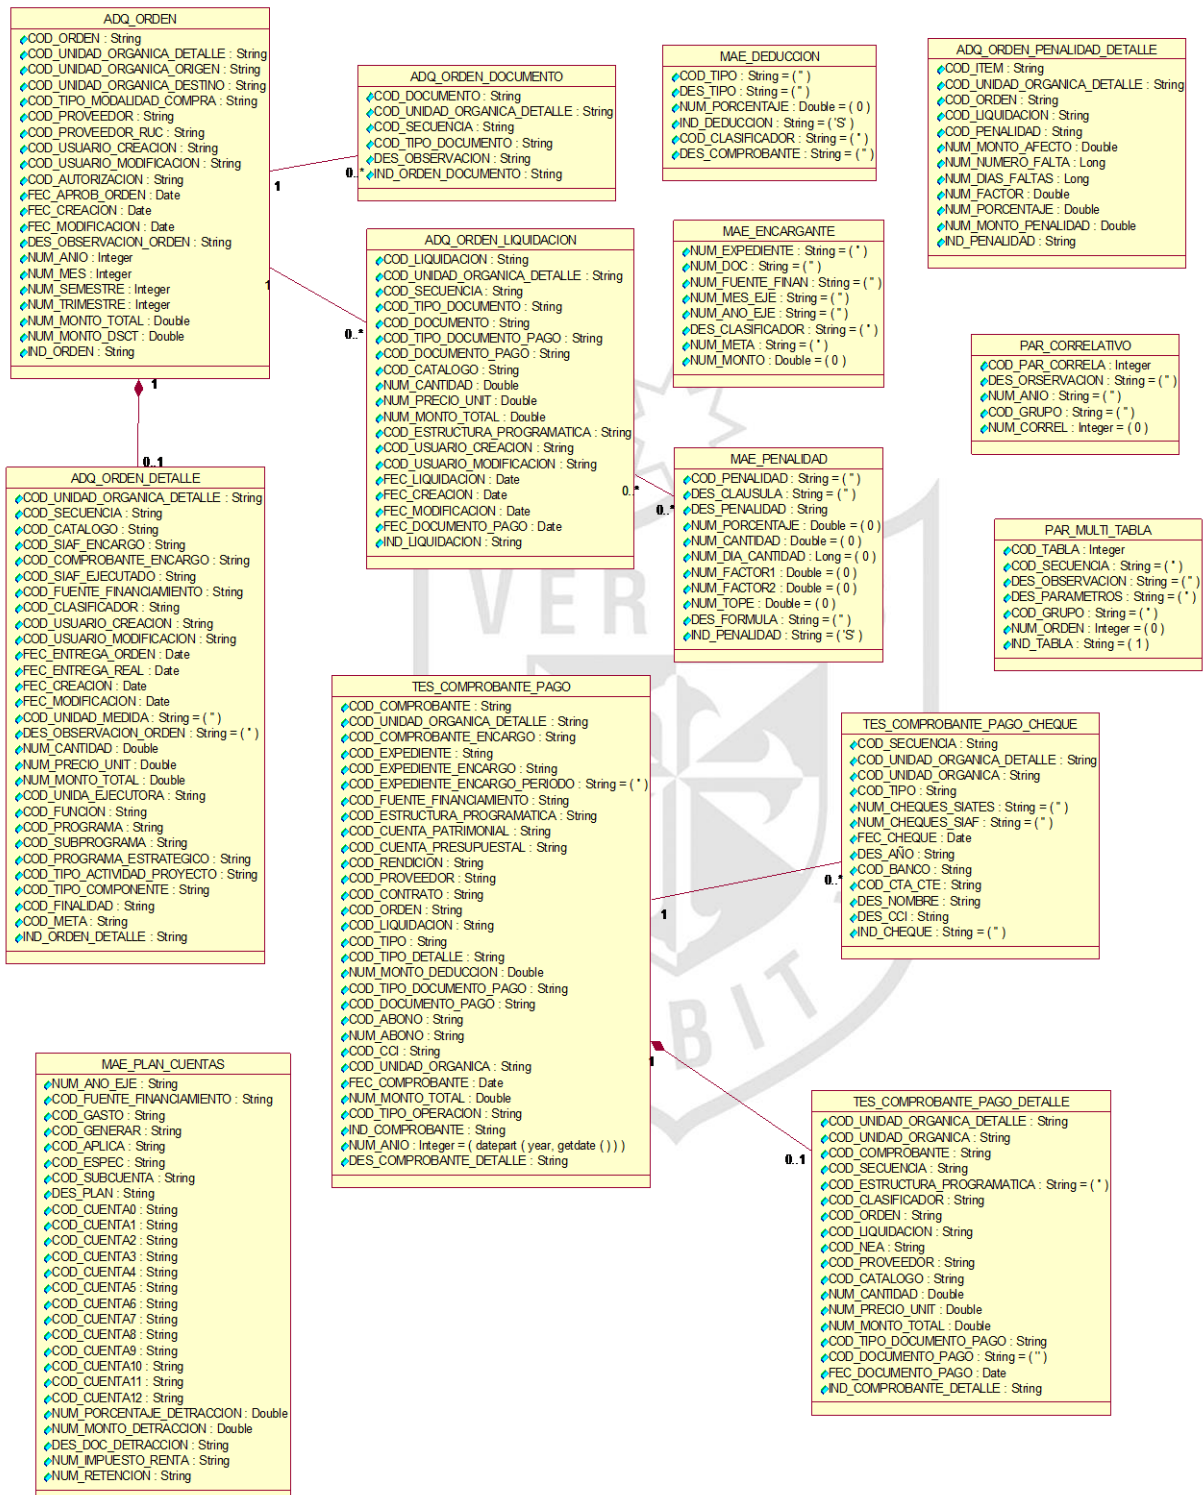 ADQ_ORDEN
COD_ORDEN : String
COD_UNIDAD_ORGANICA_DETALLE : String
COD_UNIDAD_ORGANICA_ORIGEN : String
COD_UNIDAD_ORGANICA_DESTINO : String
COD_TIPO_MODALIDAD_COMPRA : String
COD_PROVEEDOR : String
COD_PROVEEDOR_RUC : String
COD_USUARIO_CREACION : String
COD_USUARIO_MODIFICACION : String
COD_AUTORIZACION : String
FEC_APROB_ORDEN : Date
FEC_CREACION : Date
FEC_MODIFICACION : Date
DES_OBSERVACION_ORDEN : String
NUM_ANIO : Integer
NUM_MES : Integer
NUM_SEMESTRE : Integer
NUM_TRIMESTRE : Integer
NUM_MONTO_TOTAL : Double
NUM_MONTO_DSCT : Double
IND_ORDEN : String
1
0..*
1
0..*
1
0..1
ADQ_ORDEN_DOCUMENTO
COD_DOCUMENTO : String
COD_UNIDAD_ORGANICA_DETALLE : String
COD_SECUENCIA : String
COD_TIPO_DOCUMENTO : String
DES_OBSERVACION : String
IND_ORDEN_DOCUMENTO : String
MAE_DEDUCCION
COD_TIPO : String = ( '' )
DES_TIPO : String = ( '' )
NUM_PORCENTAJE : Double = ( 0 )
IND_DEDUCCION : String = ( 'S' )
COD_CLASIFICADOR : String = ( '' )
DES_COMPROBANTE : String = ( '' )
ADQ_ORDEN_PENALIDAD_DETALLE
COD_ITEM : String
COD_UNIDAD_ORGANICA_DETALLE : String
COD_ORDEN : String
COD_LIQUIDACION : String
COD_PENALIDAD : String
NUM_MONTO_AFECTO : Double
NUM_NUMERO_FALTA : Long
NUM_DIAS_FALTAS : Long
NUM_FACTOR : Double
NUM_PORCENTAJE : Double
NUM_MONTO_PENALIDAD : Double
IND_PENALIDAD : String
ADQ_ORDEN_LIQUIDACION
COD_LIQUIDACION : String
COD_UNIDAD_ORGANICA_DETALLE : String
COD_SECUENCIA : String
COD_TIPO_DOCUMENTO : String
COD_DOCUMENTO : String
COD_TIPO_DOCUMENTO_PAGO : String
COD_DOCUMENTO_PAGO : String
COD_CATALOGO : String
NUM_CANTIDAD : Double
NUM_PRECIO_UNIT : Double
NUM_MONTO_TOTAL : Double
COD_ESTRUCTURA_PROGRAMATICA : String
COD_USUARIO_CREACION : String
COD_USUARIO_MODIFICACION : String
FEC_LIQUIDACION : Date
FEC_CREACION : Date
FEC_MODIFICACION : Date
FEC_DOCUMENTO_PAGO : Date
IND_LIQUIDACION : String
0..*
0..*
MAE_ENCARGANTE
NUM_EXPEDIENTE : String = ( '' )
NUM_DOC : String = ( '' )
NUM_FUENTE_FINAN : String = ( '' )
NUM_MES_EJE : String = ( '' )
NUM_ANO_EJE : String = ( '' )
DES_CLASIFICADOR : String = ( '' )
NUM_META : String = ( '' )
NUM_MONTO : Double = ( 0 )
PAR_CORRELATIVO
COD_PAR_CORRELA : Integer
DES_ORSERVACION : String = ( '' )
NUM_ANIO : String = ( '' )
COD_GRUPO : String = ( '' )
NUM_CORREL : Integer = ( 0 )
MAE_PENALIDAD
COD_PENALIDAD : String = ( '' )
DES_CLAUSULA : String = ( '' )
DES_PENALIDAD : String
NUM_PORCENTAJE : Double = ( 0 )
NUM_CANTIDAD : Double = ( 0 )
NUM_DIA_CANTIDAD : Long = ( 0 )
NUM_FACTOR1 : Double = ( 0 )
NUM_FACTOR2 : Double = ( 0 )
NUM_TOPE : Double = ( 0 )
DES_FORMULA : String = ( '' )
IND_PENALIDAD : String = ( 'S' )
PAR_MULTI_TABLA
COD_TABLA : Integer
COD_SECUENCIA : String = ( '' )
DES_OBSERVACION : String = ( '' )
DES_PARAMETROS : String = ( '' )
COD_GRUPO : String = ( '' )
NUM_ORDEN : Integer = ( 0 )
IND_TABLA : String = ( 1 )
ADQ_ORDEN_DETALLE
COD_UNIDAD_ORGANICA_DETALLE : String
COD_SECUENCIA : String
COD_CATALOGO : String
COD_SIAF_ENCARGO : String
COD_COMPROBANTE_ENCARGO : String
COD_SIAF_EJECUTADO : String
COD_FUENTE_FINANCIAMIENTO : String
COD_CLASIFICADOR : String
COD_USUARIO_CREACION : String
COD_USUARIO_MODIFICACION : String
FEC_ENTREGA_ORDEN : Date
FEC_ENTREGA_REAL : Date
FEC_CREACION : Date
FEC_MODIFICACION : Date
COD_UNIDAD_MEDIDA : String = ( '' )
DES_OBSERVACION_ORDEN : String = ( '' )
NUM_CANTIDAD : Double
NUM_PRECIO_UNIT : Double
NUM_MONTO_TOTAL : Double
COD_UNIDA_EJECUTORA : String
COD_FUNCION : String
COD_PROGRAMA : String
COD_SUBPROGRAMA : String
COD_PROGRAMA_ESTRATEGICO : String
COD_TIPO_ACTIVIDAD_PROYECTO : String
COD_TIPO_COMPONENTE : String
COD_FINALIDAD : String
COD_META : String
IND_ORDEN_DETALLE : String
TES_COMPROBANTE_PAGO
COD_COMPROBANTE : String
COD_UNIDAD_ORGANICA_DETALLE : String
COD_COMPROBANTE_ENCARGO : String
COD_EXPEDIENTE : String
COD_EXPEDIENTE_ENCARGO : String
COD_EXPEDIENTE_ENCARGO_PERIODO : String = ( '' )
COD_FUENTE_FINANCIAMIENTO : String
COD_ESTRUCTURA_PROGRAMATICA : String
COD_CUENTA_PATRIMONIAL : String
COD_CUENTA_PRESUPUESTAL : String
COD_RENDICION : String
COD_PROVEEDOR : String
COD_CONTRATO : String
COD_ORDEN : String
COD_LIQUIDACION : String
COD_TIPO : String
COD_TIPO_DETALLE : String
NUM_MONTO_DEDUCCION : Double
COD_TIPO_DOCUMENTO_PAGO : String
COD_DOCUMENTO_PAGO : String
COD_ABONO : String
NUM_ABONO : String
COD_CCI : String
COD_UNIDAD_ORGANICA : String
FEC_COMPROBANTE : Date
NUM_MONTO_TOTAL : Double
COD_TIPO_OPERACION : String
IND_COMPROBANTE : String
NUM_ANIO : Integer = ( datepart ( year, getdate () ) )
DES_COMPROBANTE_DETALLE : String
1
0..*
1
0..1
TES_COMPROBANTE_PAGO_CHEQUE
COD_SECUENCIA : String
COD_UNIDAD_ORGANICA_DETALLE : String
COD_UNIDAD_ORGANICA : String
COD_TIPO : String
NUM_CHEQUES_SIATES : String = ( '' )
NUM_CHEQUES_SIAF : String = ( '' )
FEC_CHEQUE : Date
DES_AÑO : String
COD_BANCO : String
COD_CTA_CTE : String
DES_NOMBRE : String
DES_CCI : String
IND_CHEQUE : String = ( '' )
MAE_PLAN_CUENTAS
NUM_ANO_EJE : String
COD_FUENTE_FINANCIAMIENTO : String
COD_GASTO : String
COD_GENERAR : String
COD_APLICA : String
COD_ESPEC : String
COD_SUBCUENTA : String
DES_PLAN : String
COD_CUENTA0 : String
COD_CUENTA1 : String
COD_CUENTA2 : String
COD_CUENTA3 : String
COD_CUENTA4 : String
COD_CUENTA5 : String
COD_CUENTA6 : String
COD_CUENTA7 : String
COD_CUENTA8 : String
COD_CUENTA9 : String
COD_CUENTA10 : String
COD_CUENTA11 : String
COD_CUENTA12 : String
NUM_PORCENTAJE_DETRACCION : Double
NUM_MONTO_DETRACCION : Double
DES_DOC_DETRACCION : String
NUM_IMPUESTO_RENTA : String
NUM_RETENCION : String
TES_COMPROBANTE_PAGO_DETALLE
COD_UNIDAD_ORGANICA_DETALLE : String
COD_UNIDAD_ORGANICA : String
COD_COMPROBANTE : String
COD_SECUENCIA : String
COD_ESTRUCTURA_PROGRAMATICA : String = ( '' )
COD_CLASIFICADOR : String
COD_ORDEN : String
COD_LIQUIDACION : String
COD_NEA : String
COD_PROVEEDOR : String
COD_CATALOGO : String
NUM_CANTIDAD : Double
NUM_PRECIO_UNIT : Double
NUM_MONTO_TOTAL : Double
COD_TIPO_DOCUMENTO_PAGO : String
COD_DOCUMENTO_PAGO : String = ( '' )
FEC_DOCUMENTO_PAGO : Date
IND_COMPROBANTE_DETALLE : String
VER
BIT